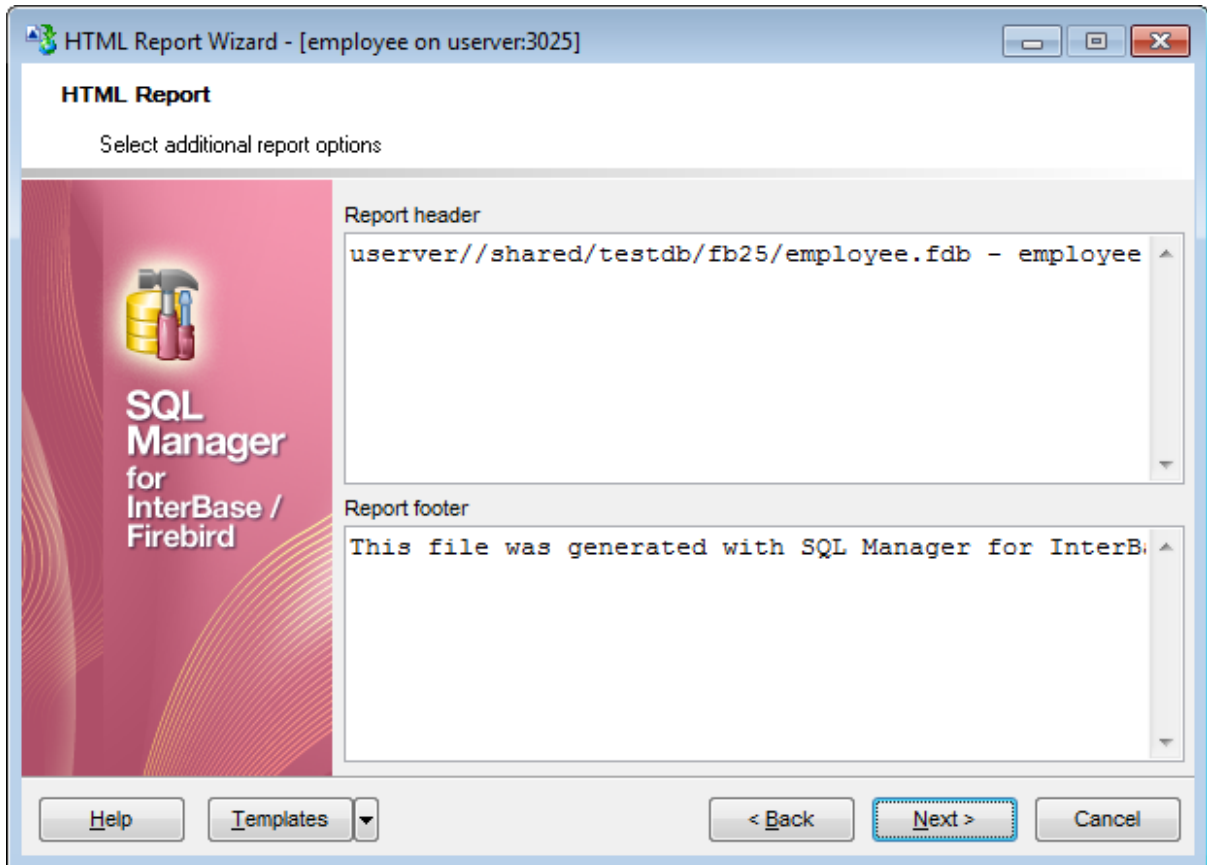 HTML Report Wizard - [employee on userver:3025]
HTML Report
Select additional report options
SQL
Manager
for
InterBase /
Firebird
Report header
userver//shared/testdb/fb25/employee.fdb - employee
Report footer
This file was generated with SQL Manager for
Help
Templates
< Back
Next >
Cancel